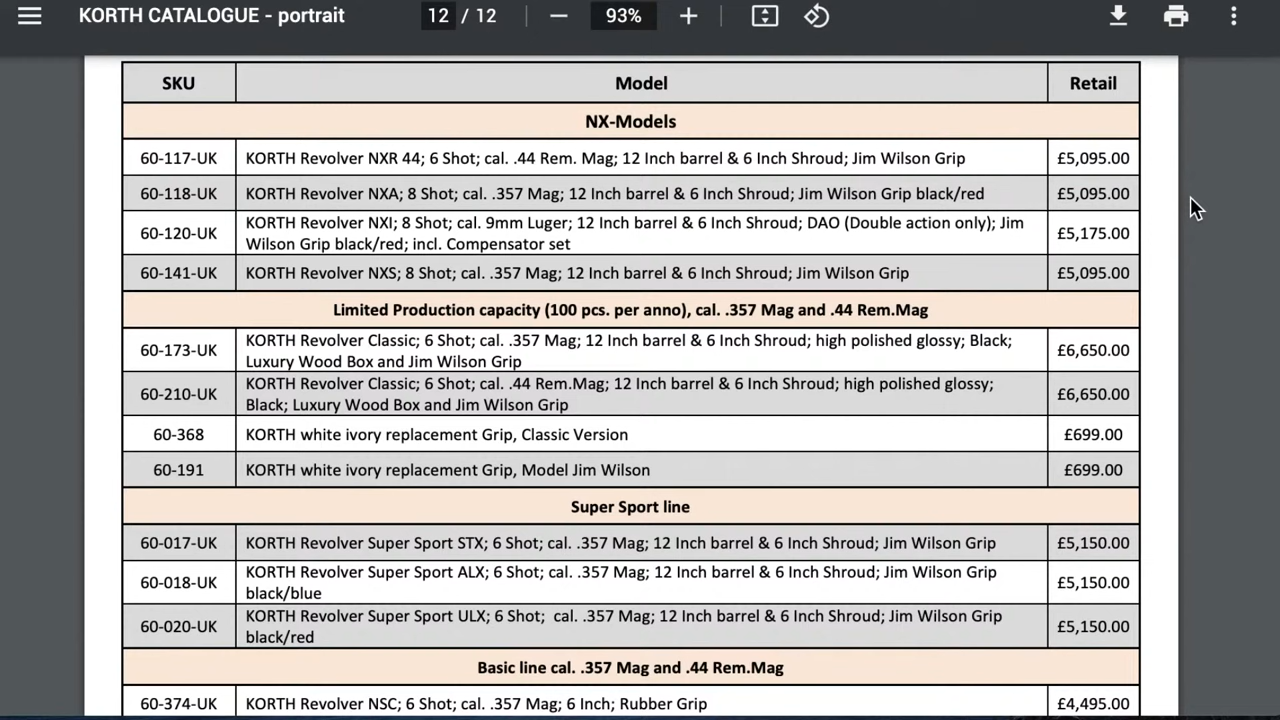 KORTH CATALOGUE - portrait
12 / 12
93%
SKU Model Retail
NX-Models
60-117-UK KORTH Revolver NXR 44; 6 Shot; cal. .44 Rem. Mag; 12 Inch barrel & 6 Inch Shroud; Jim Wilson Grip £5,095.00
60-118-UK KORTH Revolver NXA; 8 Shot; cal. .357 Mag; 12 Inch barrel & 6 Inch Shroud; Jim Wilson Grip black/red £5,095.00
60-120-UK KORTH Revolver NXI; 8 Shot; cal. 9mm Luger; 12 Inch barrel & 6 Inch Shroud; DAO (Double action only); Jim
Wilson Grip black/red; incl. Compensator set £5,175.00
60-141-UK KORTH Revolver NXS; 8 Shot; cal. .357 Mag; 12 Inch barrel & 6 Inch Shroud; Jim Wilson Grip £5,095.00
Limited Production capacity (100 pcs. per anno), cal. .357 Mag and .44 Rem.Mag
60-173-UK KORTH Revolver Classic; 6 Shot; cal. .357 Mag; 12 Inch barrel & 6 Inch Shroud; high polished glossy; Black;
Luxury Wood Box and Jim Wilson Grip £6,650.00
60-210-UK KORTH Revolver Classic; 6 Shot; cal. .44 Rem.Mag; 12 Inch barrel & 6 Inch Shroud; high polished glossy;
Black; Luxury Wood Box and Jim Wilson Grip £6,650.00
60-368 KORTH white ivory replacement Grip, Classic Version £699.00
60-191 KORTH white ivory replacement Grip, Model Jim Wilson £699.00
Super Sport line
60-017-UK KORTH Revolver Super Sport STX; 6 Shot; cal. .357 Mag; 12 Inch barrel & 6 Inch Shroud; Jim Wilson Grip £5,150.00
60-018-UK KORTH Revolver Super Sport ALX; 6 Shot; cal. .357 Mag; 12 Inch barrel & 6 Inch Shroud; Jim Wilson Grip
black/blue £5,150.00
60-020-UK KORTH Revolver Super Sport ULX; 6 Shot; cal. .357 Mag; 12 Inch barrel & 6 Inch Shroud; Jim Wilson Grip
black/red £5,150.00
Basic line cal. .357 Mag and .44 Rem.Mag
60-374-UK KORTH Revolver NSC; 6 Shot; cal. .357 Mag; 6 Inch; Rubber Grip £4,495.00